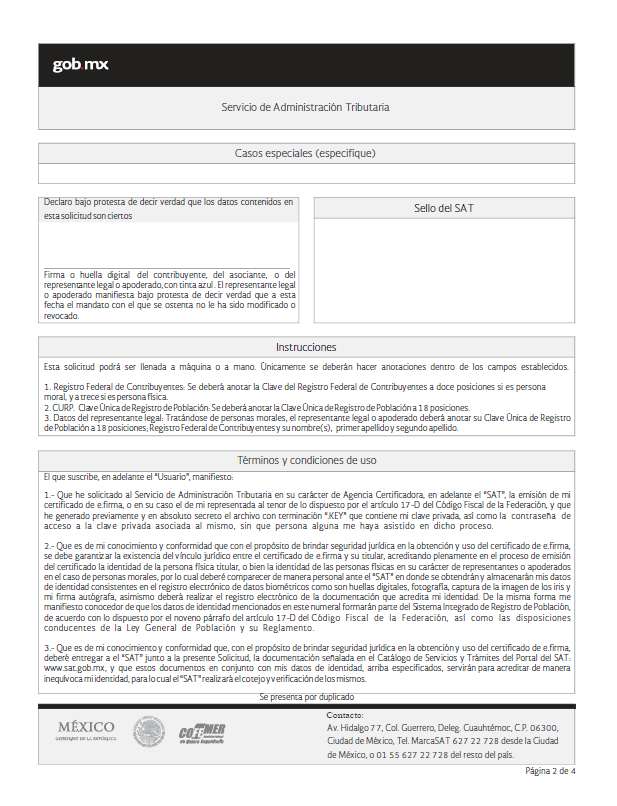 gob mx
Servicio de Administración Tributaria
Casos especiales (especifique)
Declaro bajo protesta de decir verdad que los datos contenidos en
esta solicitud son ciertos
Firma o huella digital del contribuyente, del asociante, o del
representante legal o apoderado, con tinta azul. El representante legal
o apoderado manifiesta bajo protesta de decir verdad que a esta
fecha el mandato con el que se ostenta no le ha sido modificado o
revocado.
Sello del SAT
Instrucciones
Esta solicitud podrá ser llenada a máquina o a mano. Únicamente se deberán hacer anotaciones dentro de los campos establecidos.
1. Registro Federal de Contribuyentes: Se deberá anotar la Clave del Registro Federal de Contribuyentes a doce posiciones si es persona
moral, y a trece si es persona física.
2. CURP. Clave Única de Registro de Población: Se deberá anotar la Clave Única de Registro de Población a 18 posiciones.
3. Datos del representante legal: Tratándose de personas morales, el representante legal o apoderado deberá anotar su Clave Única de Registro
de Población a 18 posiciones; Registro Federal de Contribuyentes y su nombre(s), primer apellido y segundo apellido.
Términos y condiciones de uso
El que suscribe, en adelante el "Usuario", manifiesto:
1.- Que he solicitado al Servicio de Administración Tributaria en su carácter de Agencia Certificadora, en adelante el "SAT", la emisión de mi
certificado de e.firma, o en su caso el de mi representada al tenor de lo dispuesto por el artículo 17-D del Código Fiscal de la Federación, y que
he generado previamente y en absoluto secreto el archivo con terminación ".KEY" que contiene mi clave privada, así como la contraseña de
acceso a la clave privada asociada al mismo, sin que persona alguna me haya asistido en dicho proceso.
2.- Que es de mi conocimiento y conformidad que con el propósito de brindar seguridad jurídica en la obtención y uso del certificado de e.firma,
se debe garantizar la existencia del vínculo jurídico entre el certificado de e.firma y su titular, acreditando plenamente en el proceso de emisión
del certificado la identidad de la persona física titular, o bien la identidad de las personas físicas en su carácter de representantes o apoderados
en el caso de personas morales, por lo cual deberé comparecer de manera personal ante el "SAT" en donde se obtendrán y almacenarán mis datos
de identidad consistentes en el registro electrónico de datos biométricos como son huellas digitales, fotografía, captura de la imagen de los iris y
mi firma autógrafa, asimismo deberá realizar el registro electrónico de la documentación que acredita mi identidad. De la misma forma me
manifiesto conocedor de que los datos de identidad mencionados en este numeral formarán parte del Sistema Integrado de Registro de Población,
de acuerdo con lo dispuesto por el noveno párrafo del artículo 17-D del Código Fiscal de la Federación, así como las disposiciones
conducentes de la Ley General de Población y su Reglamento.
3.- Que es de mi conocimiento y conformidad que, con el propósito de brindar seguridad jurídica en la obtención y uso del certificado de e.firma,
deberé entregar a el "SAT" junto a la presente Solicitud, la documentación señalada en el Catálogo de Servicios y Trámites del Portal del SAT:
www.sat.gob.mx, y que estos documentos en conjunto con mis datos de identidad, arriba especificados, servirán para acreditar de manera
inequívoca mi identidad, para lo cual el "SAT" realizará el cotejo y verificación de los mismos.
Se presenta por duplicado
MÉXICO
GOBIERNO DE LA REPÚBLICA
COFEMER
Contacto:
Av. Hidalgo 77, Col. Guerrero, Deleg. Cuauhtémoc, C.P. 06300,
Ciudad de México, Tel. MarcaSAT 627 22 728 desde la Ciudad
de México, o 01 55 627 22 728 del resto del país.
Página 2 de 4